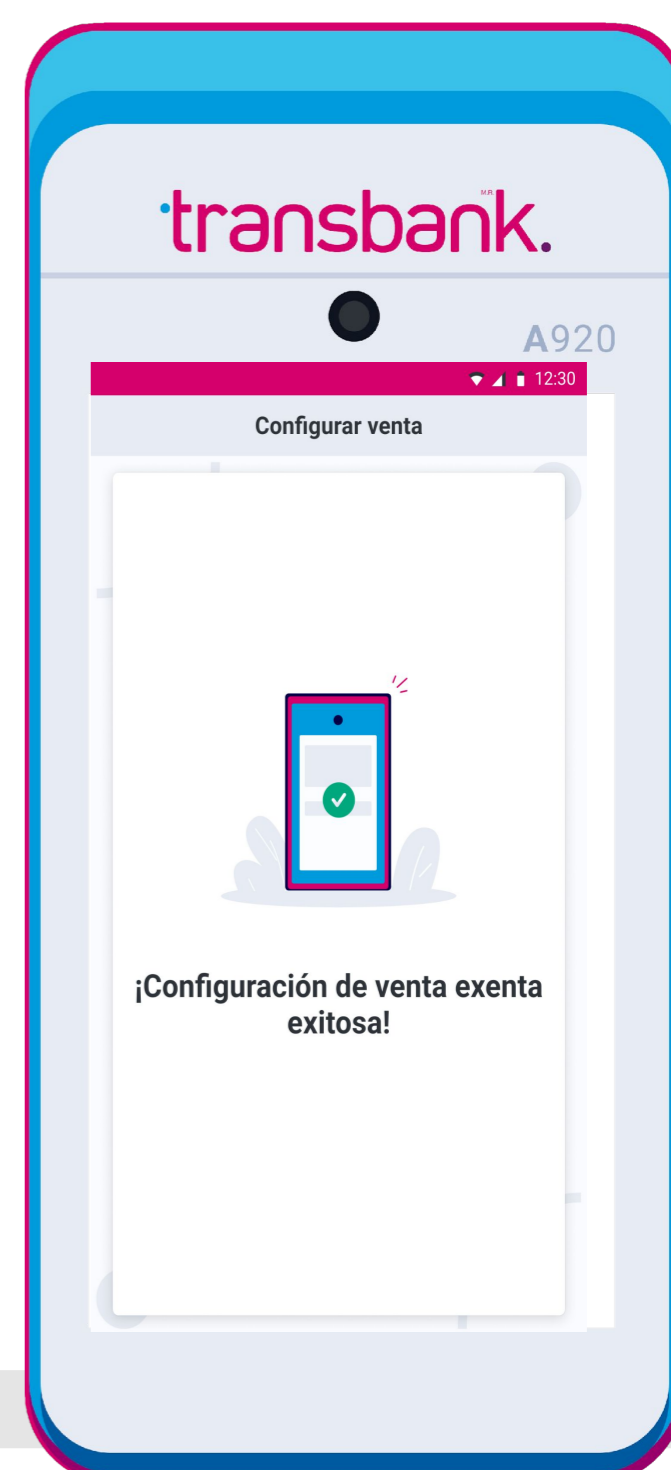 transbank.
M.R.
A920
12:30
Configurar venta
¡Configuración de venta exenta
exitosa!